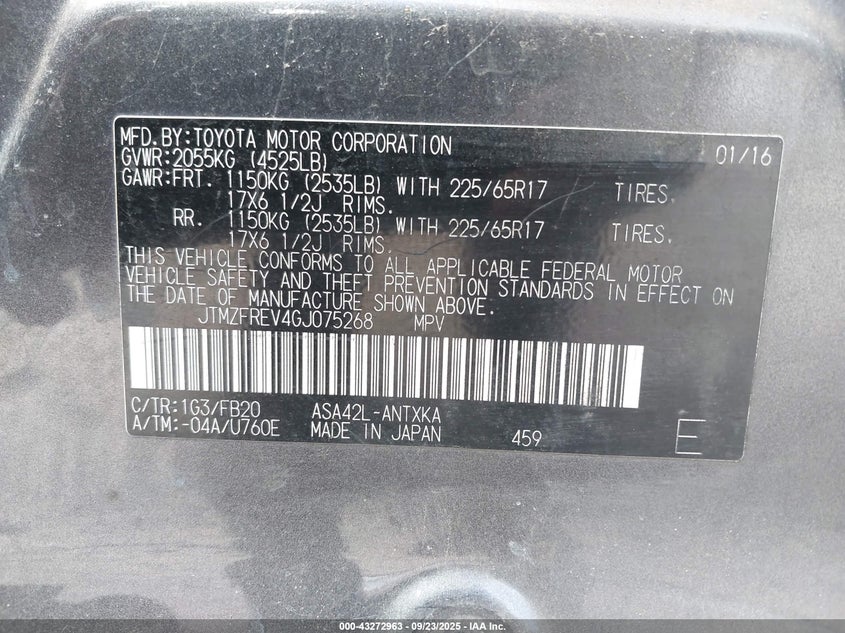 MFD.BY:TOYOTA MOTOR CORPORATION 01/16
GVWR:2055KG (4525LB)
GAWR:FRT. 1150KG (2535LB) WITH 225/65R17 TIRES,
17X6 1/2J RIMS.
RR. 1150KG (2535LB) WITH 225/65R17 TIRES,
17X6 1/2J RIMS.
THIS VEHICLE CONFORMS TO ALL APPLICABLE FEDERAL MOTOR
VEHICLE SAFETY AND THEFT PREVENTION STANDARDS IN EFFECT ON
THE DATE OF MANUFACTURE SHOWN ABOVE.
JTMZFREV4GJ075268 MPV
C/TR:1G3/FB20 ASA42L-ANTXKA
A/TM:-04A/U760E MADE IN JAPAN 459 E
000-43272963 - 09/23/2025 - IAA Inc.